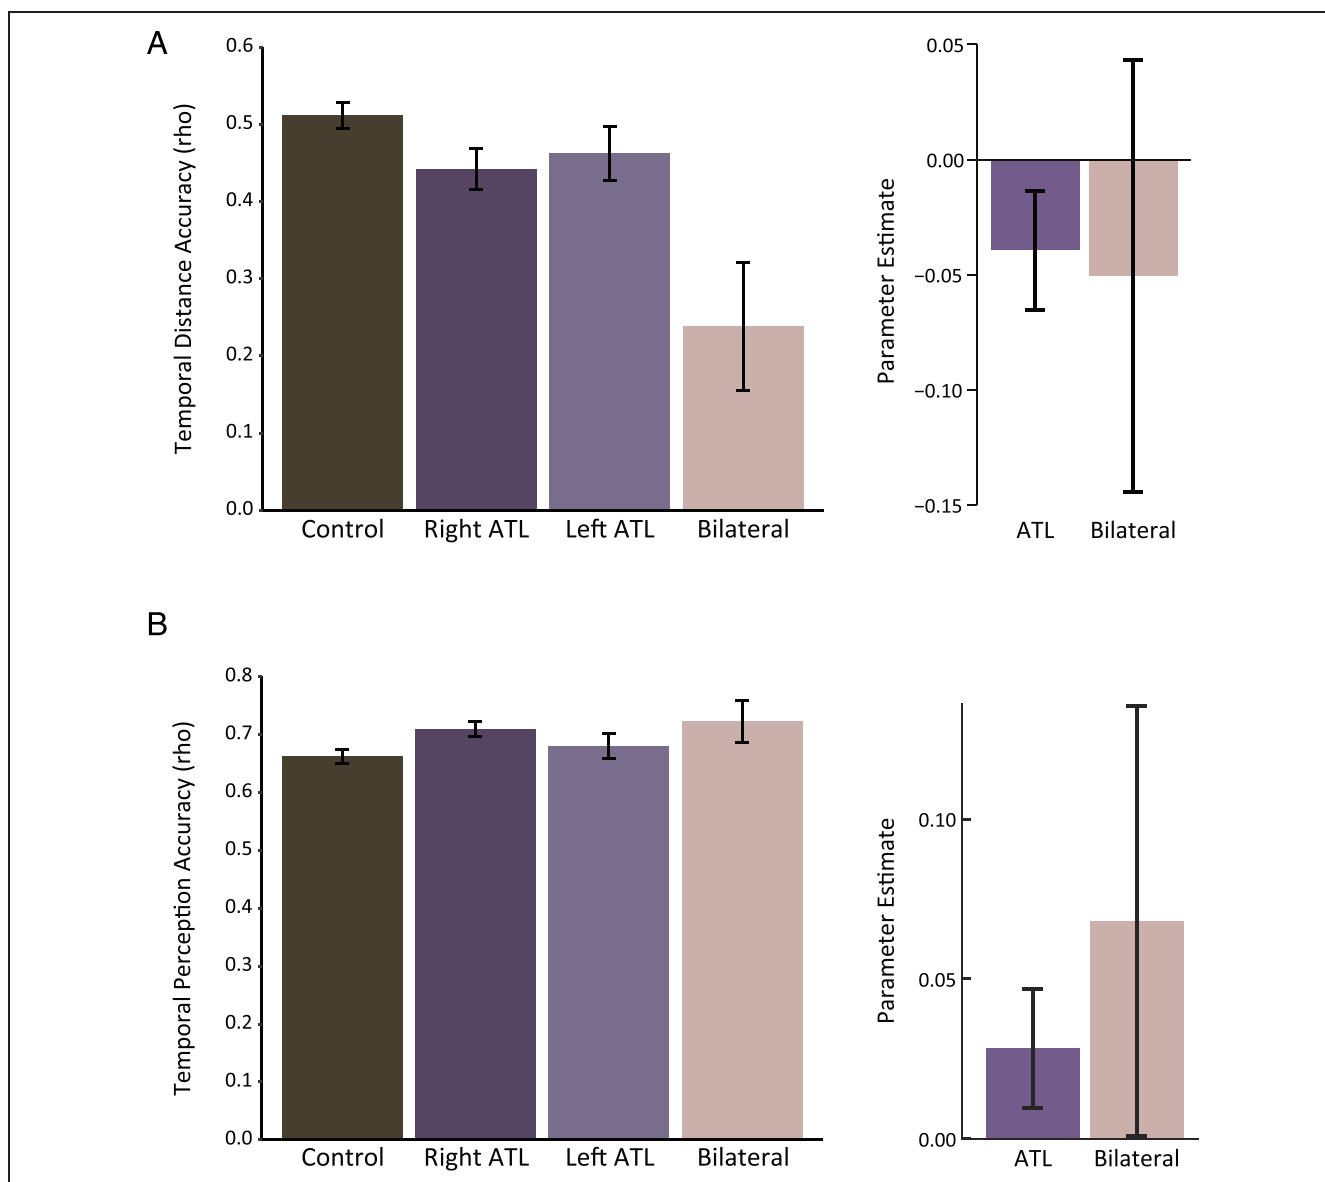 A
Temporal Distance Accuracy (rho)
0.6
0.5
0.4
0.3
0.2
0.1
0.0
Control Right ATL Left ATL Bilateral
Parameter Estimate
0.05
0.00
−0.05
−0.10
−0.15
ATL Bilateral
B
Temporal Perception Accuracy (rho)
0.8
0.7
0.6
0.5
0.4
0.3
0.2
0.1
0.0
Control Right ATL Left ATL Bilateral
Parameter Estimate
0.10
0.05
0.00
ATL Bilateral